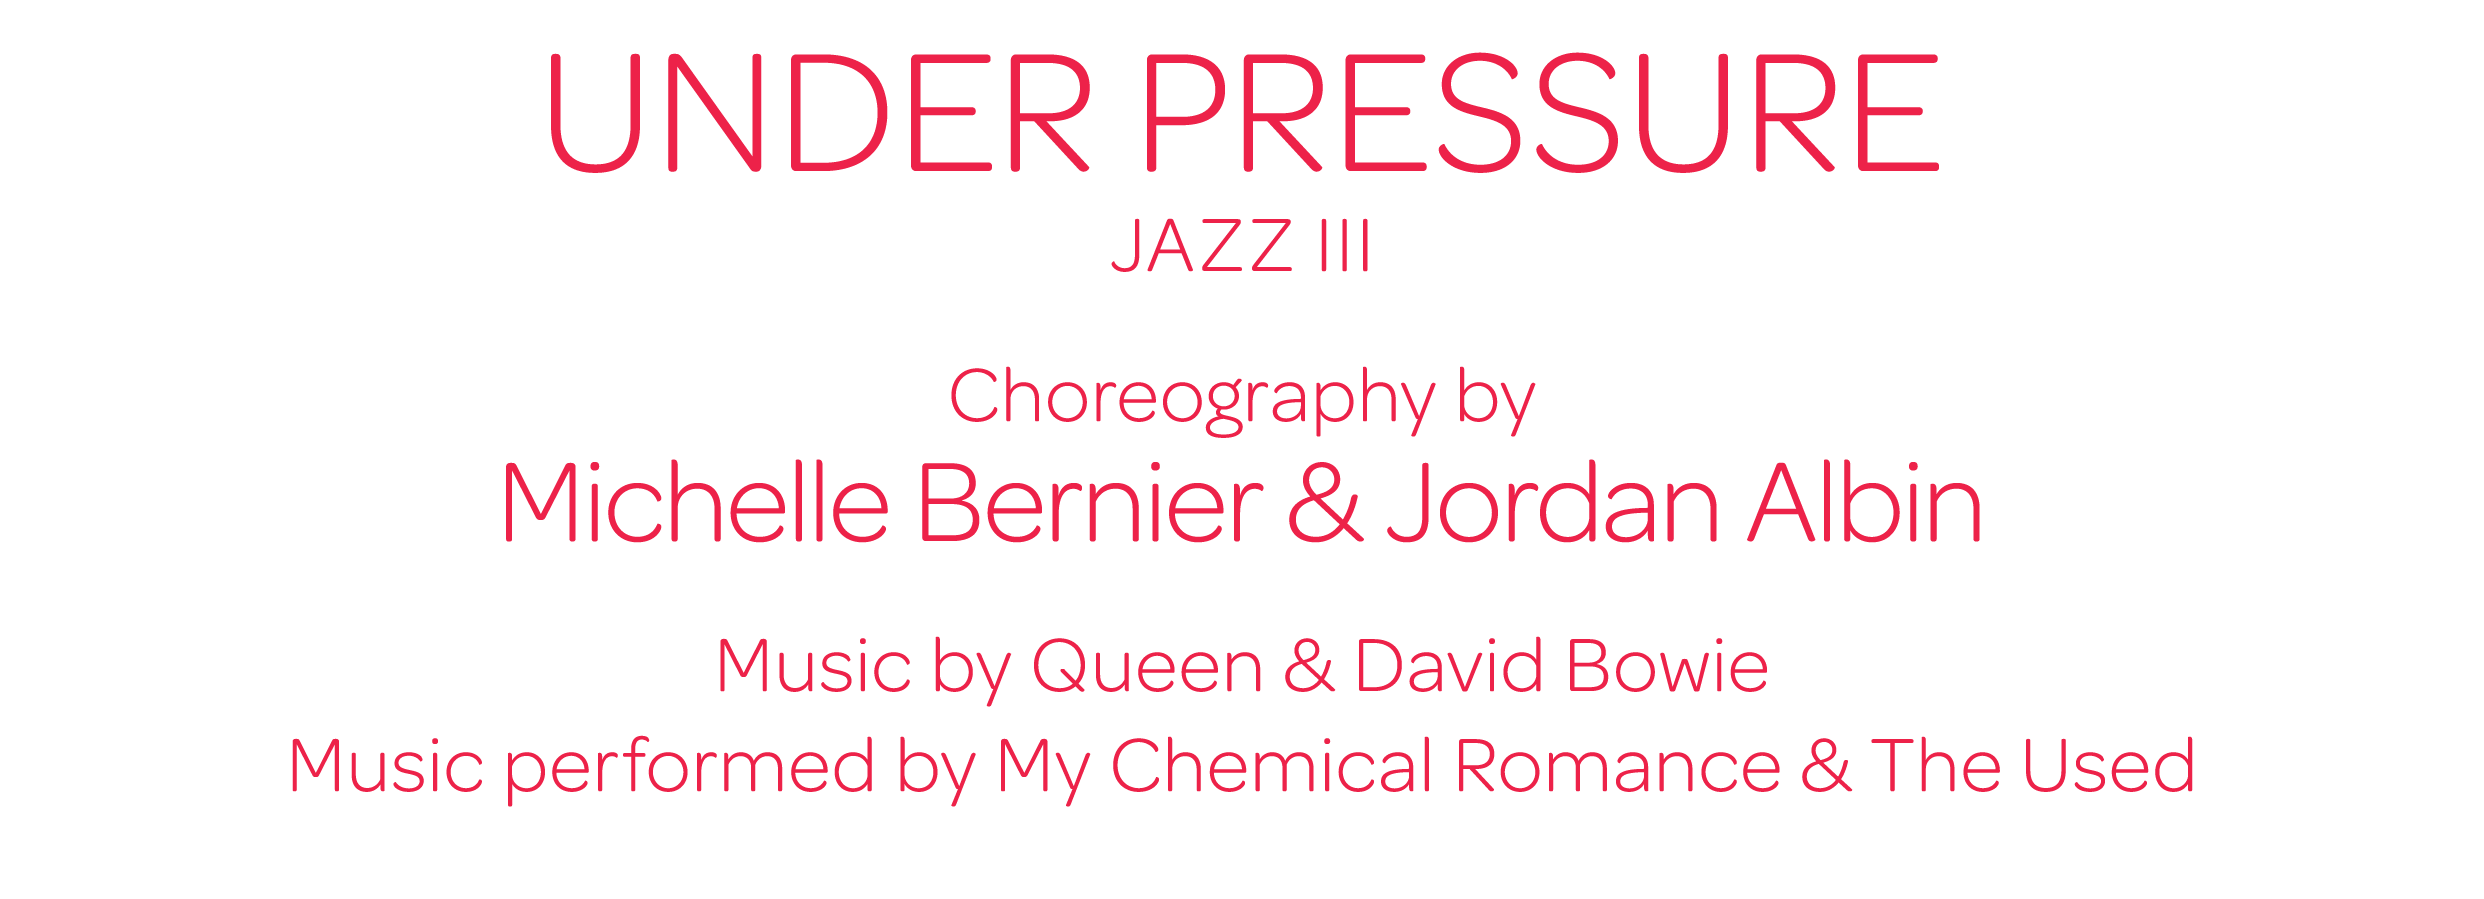 UNDER PRESSURE
JAZZ III
Choreography by
Michelle Bernier & Jordan Albin
Music by Queen & David Bowie
Music performed by My Chemical Romance & The Used